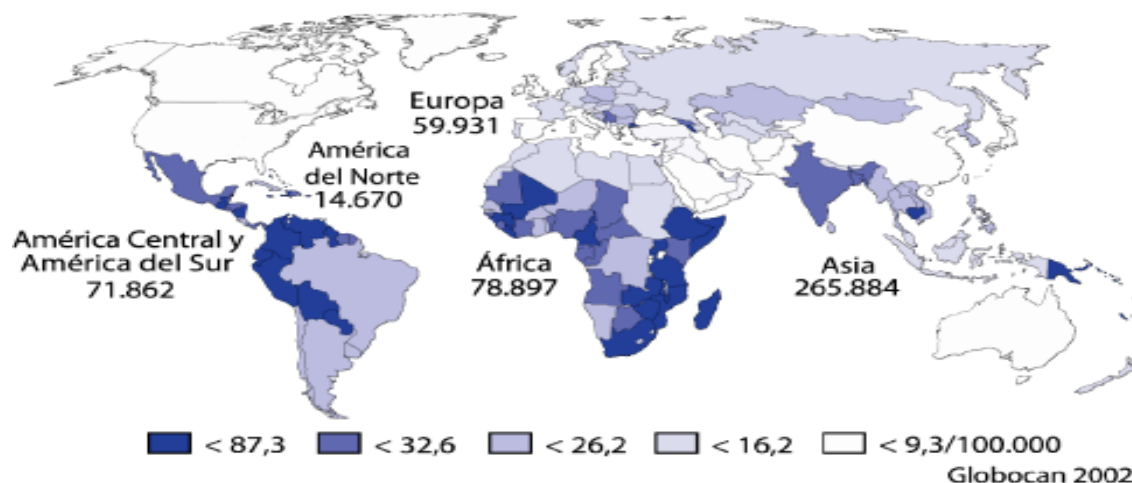 Europa
59.931
América
del Norte
14.670
América Central y
América del Sur
71.862
África
78.897
Asia
265.884
< 87,3
< 32,6
< 26,2
< 16,2
< 9,3/100.000
Globocan 2002